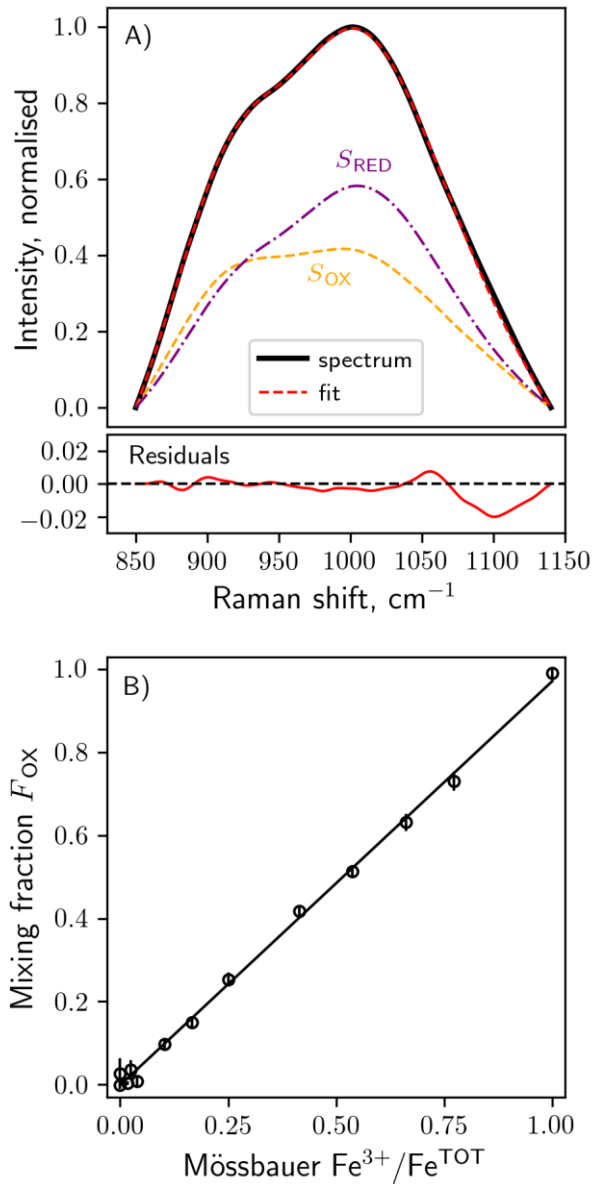 A)
1.0
0.8
0.6
0.4
0.2
0.0
Intensity, normalised
S_RED
S_OX
spectrum
fit
Residuals
0.02
0.00
−0.02
850 900 950 1000 1050 1100 1150
Raman shift, cm⁻¹
B)
1.0
0.8
0.6
0.4
0.2
0.0
Mixing fraction F_OX
0.00 0.25 0.50 0.75 1.00
Mössbauer Fe³⁺/Feᵀᴼᵀ